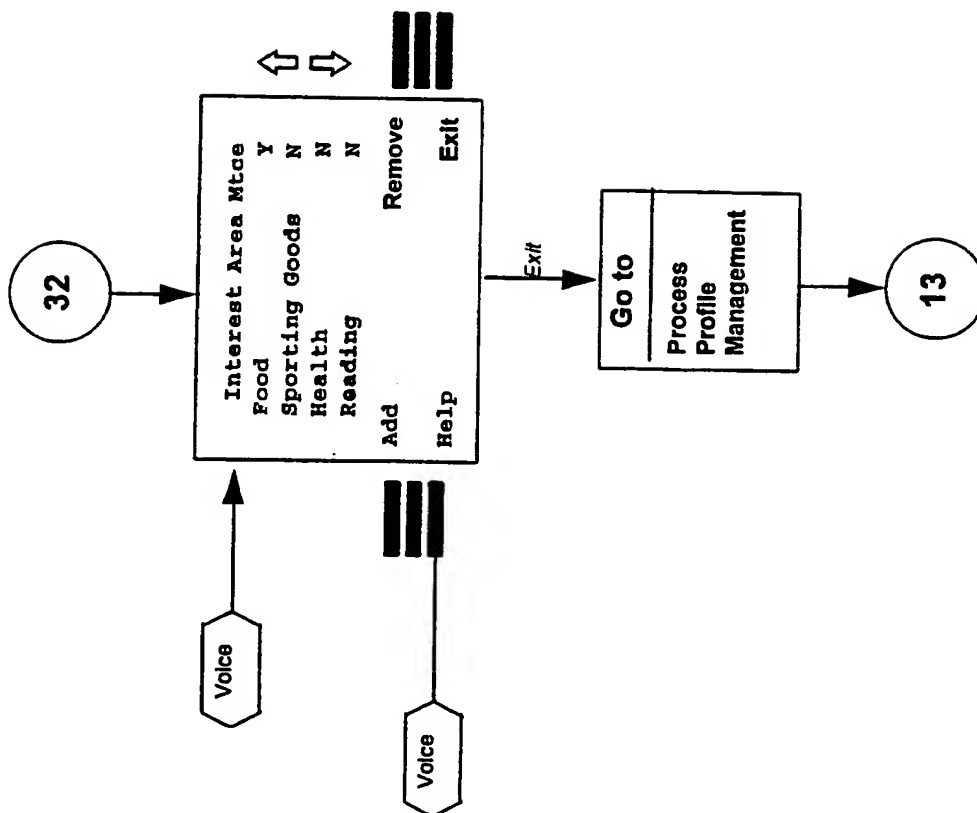 32
Voice
Interest Area Mtce
Food Y
Sporting Goods N
Health N
Reading N
Add Remove
Help Exit
Voice
Exit
Go to
Process
Profile
Management
13